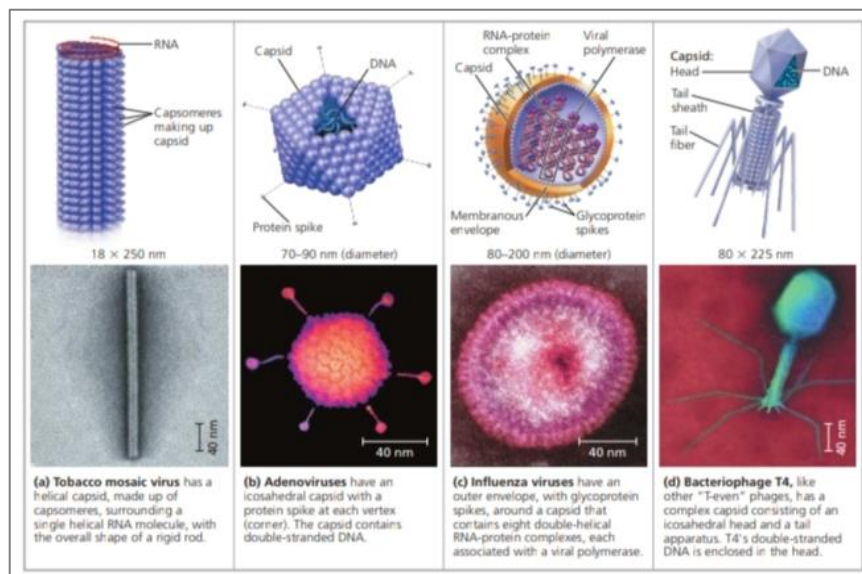 RNA
Capsomeres
making up
capsid
18 × 250 nm
Capsid
DNA
Protein spike
70–90 nm (diameter)
RNA-protein
complex
Viral
polymerase
Capsid
Membranous
envelope
Glycoprotein
spikes
80–200 nm (diameter)
Capsid:
Head
DNA
Tail
sheath
Tail
fiber
80 × 225 nm
40 nm
40 nm
40 nm
40 nm
(a) Tobacco mosaic virus has a
helical capsid, made up of
capsomeres, surrounding a
single helical RNA molecule, with
the overall shape of a rigid rod.
(b) Adenoviruses have an
icosahedral capsid with a
protein spike at each vertex
(corner). The capsid contains
double-stranded DNA.
(c) Influenza viruses have an
outer envelope, with glycoprotein
spikes, around a capsid that
contains eight double-helical
RNA-protein complexes, each
associated with a viral polymerase.
(d) Bacteriophage T4, like
other "T-even" phages, has a
complex capsid consisting of an
icosahedral head and a tail
apparatus. T4's double-stranded
DNA is enclosed in the head.